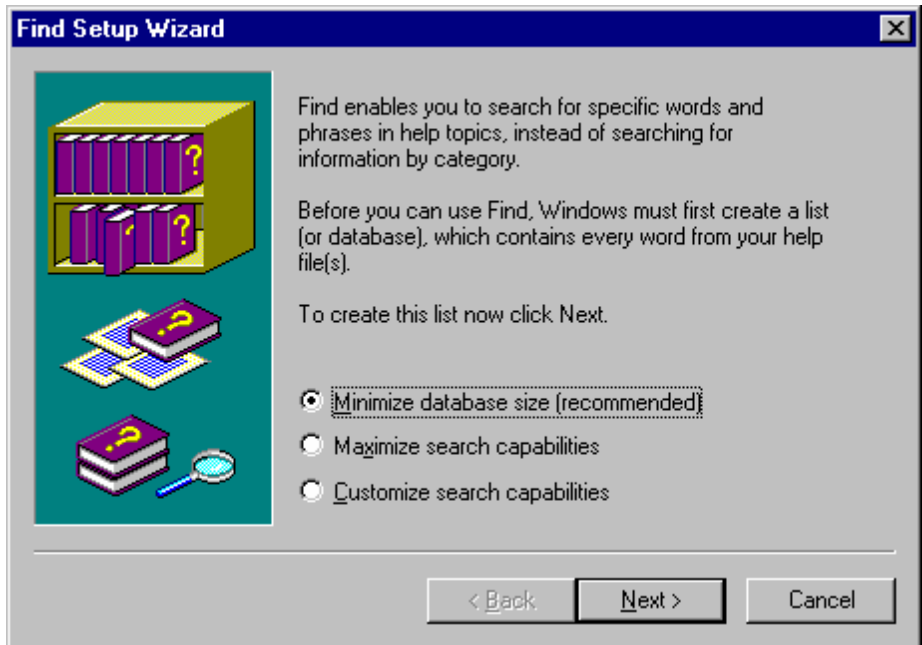 Find Setup Wizard
Find enables you to search for specific words and
phrases in help topics, instead of searching for
information by category.
Before you can use Find, Windows must first create a list
(or database), which contains every word from your help
file(s).
To create this list now click Next.
Minimize database size (recommended)
Maximize search capabilities
Customize search capabilities
< Back Next > Cancel